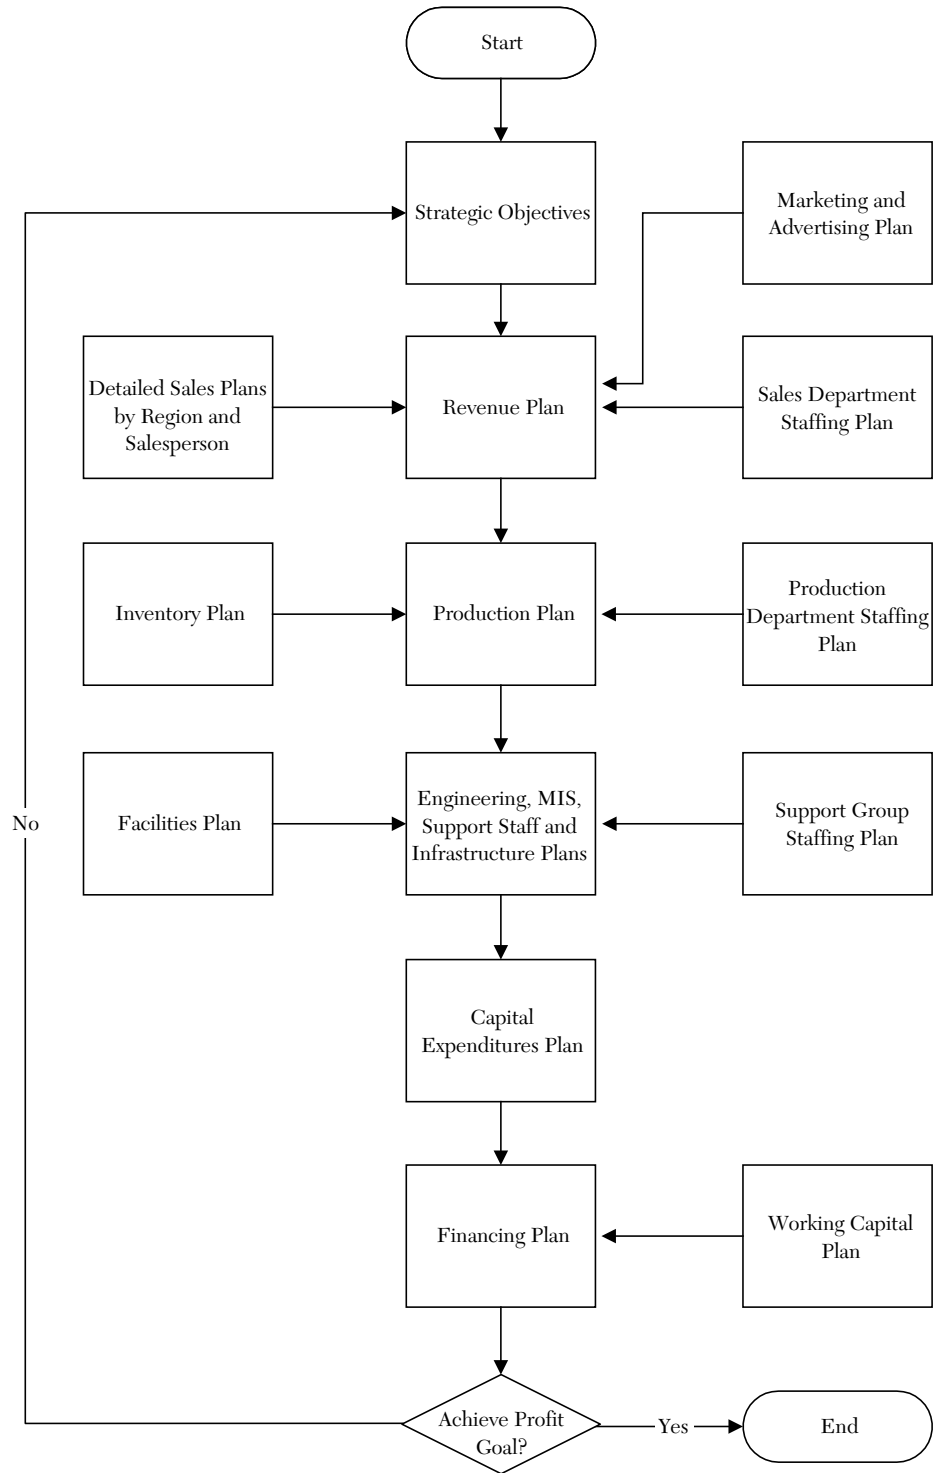 Start
Strategic Objectives
Marketing and
Advertising Plan
Detailed Sales Plans
by Region and
Salesperson
Revenue Plan
Sales Department
Staffing Plan
Inventory Plan
Production Plan
Production
Department Staffing
Plan
No
Facilities Plan
Engineering, MIS,
Support Staff and
Infrastructure Plans
Support Group
Staffing Plan
Capital
Expenditures Plan
Financing Plan
Working Capital
Plan
Achieve Profit
Goal?
Yes
End